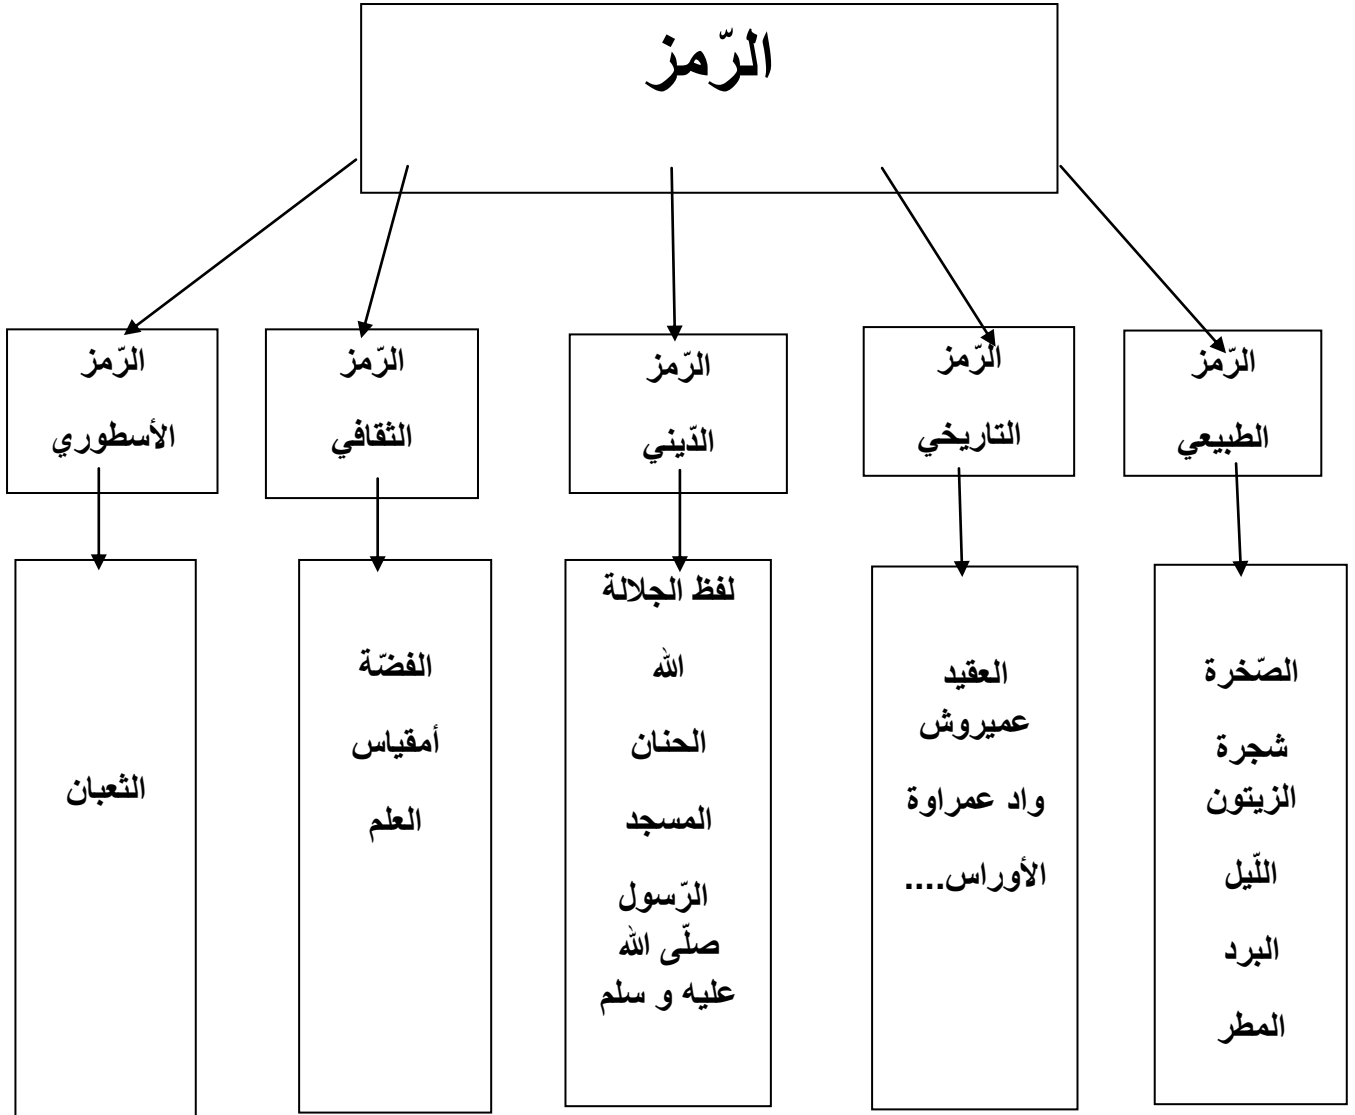 الرّمز
الرّمز
الطبيعي
الرّمز
التاريخي
الرّمز
الدّيني
الرّمز
الثقافي
الرّمز
الأسطوري
الصّخرة
شجرة
الزيتون
اللّيل
البرد
المطر
العقيد
عميروش
واد عمراوة
الأوراس....
لفظ الجلالة
الله
الحنان
المسجد
الرّسول
صلّى الله
عليه و سلم
الفضّة
أمقياس
العلم
الثعبان